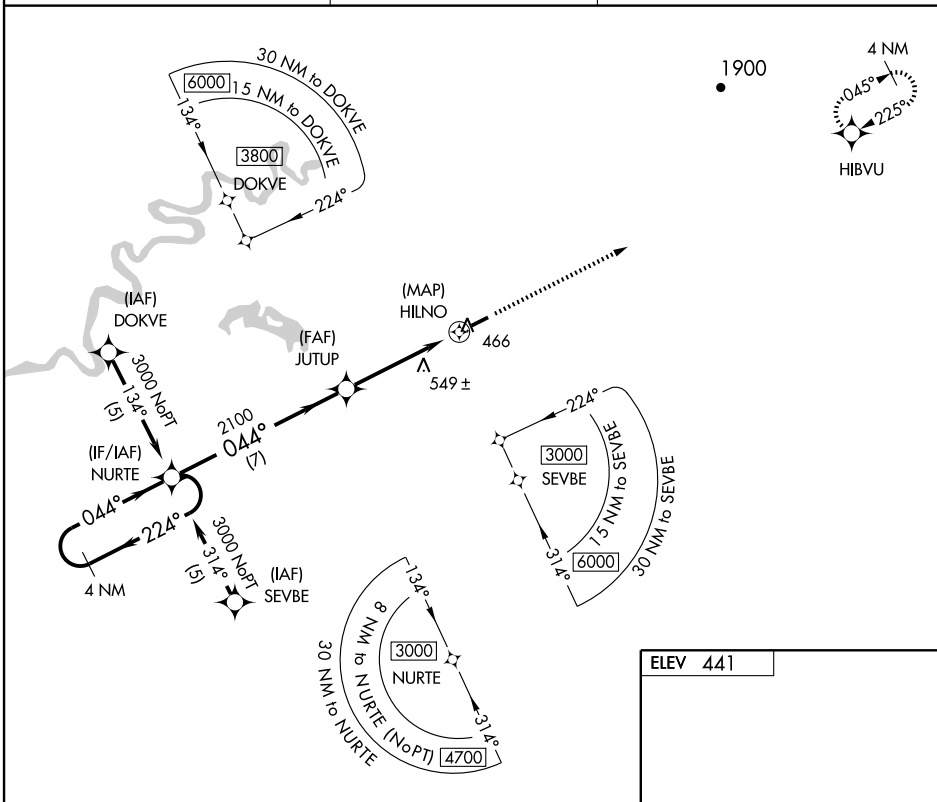 30 NM to DOKVE
6000
15 NM to DOKVE
134°
3800
DOKVE
224°
1900
4 NM
045°
225°
HIBVU
(IAF)
DOKVE
3000 NoPT
134°
(5)
(MAP)
HILNO
466
(FAF)
JUTUP
549 ±
2100
044°
(7)
(IF/IAF)
NURTE
044°
224°
4 NM
3000 NoPT
314°
(5)
(IAF)
SEVBE
224°
3000
SEVBE
15 NM to SEVBE
30 NM to SEVBE
314°
6000
134°
3000
NURTE
8 NM to NURTE (NoPT)
30 NM to NURTE
314°
4700
ELEV 441